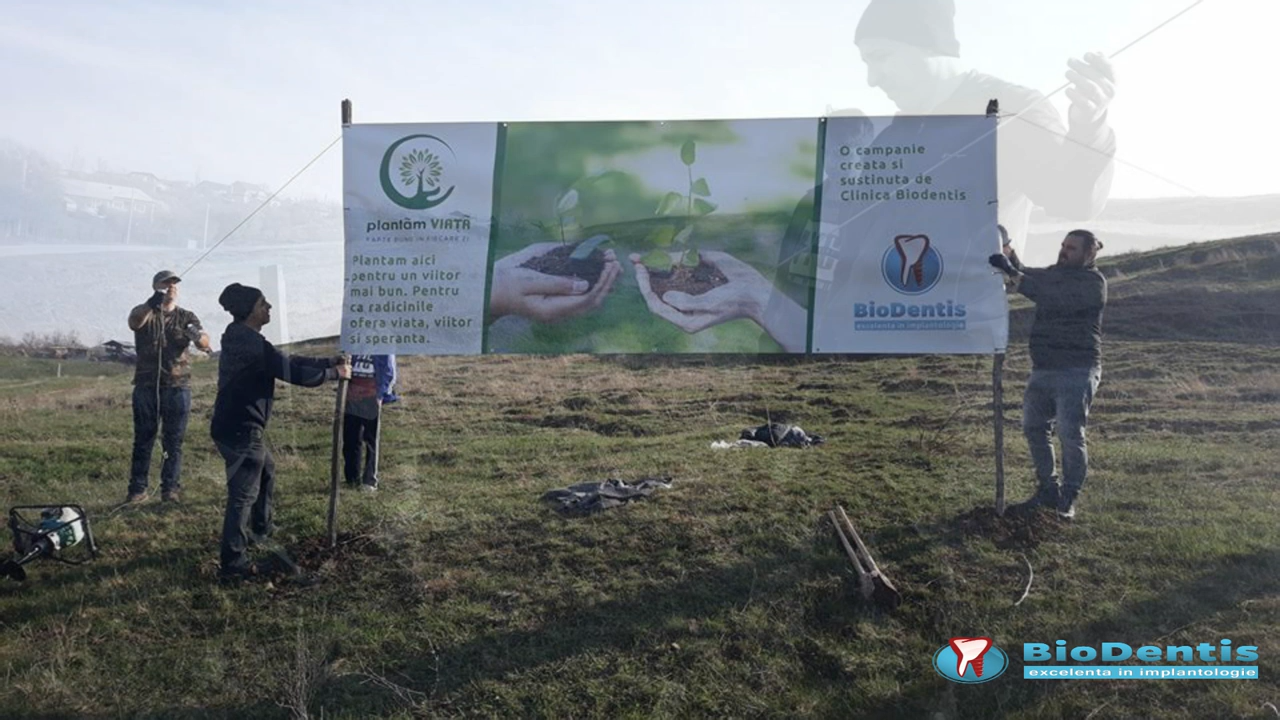 plantăm VIAȚĂ
FAPTE BUNE IN FIECARE ZI
Plantam aici
pentru un viitor
mai bun. Pentru
ca radicinile
ofera viata, viitor
si speranta.
O campanie
creata si
sustinuta de
Clinica Biodentis
BioDentis
excelenta in implantologie
BioDentis
excelenta in implantologie